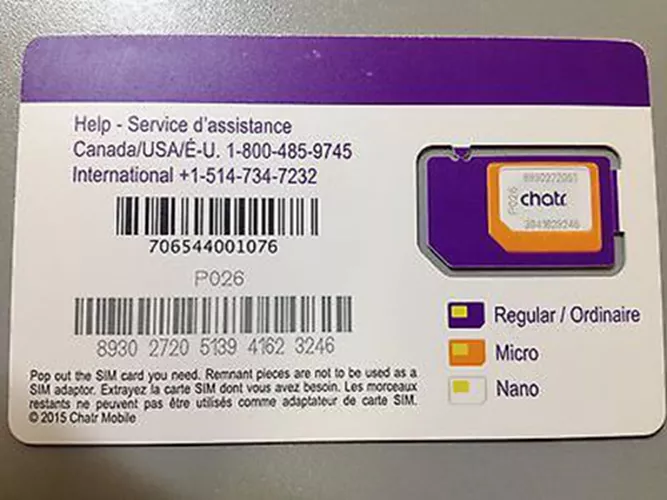 Help - Service d'assistance
Canada/USA/É-U. 1-800-485-9745
International +1-514-734-7232
706544001076
P026
8930 2720 5139 4162 3246
Pop out the SIM card you need. Remnant pieces are not to be used as a
SIM adaptor. Extrayez la carte SIM dont vous avez besoin. Les morceaux
restants ne peuvent pas être utilisés comme adaptateur de carte SIM.
© 2015 Chatr Mobile
P026
chatr
Regular / Ordinaire
Micro
Nano